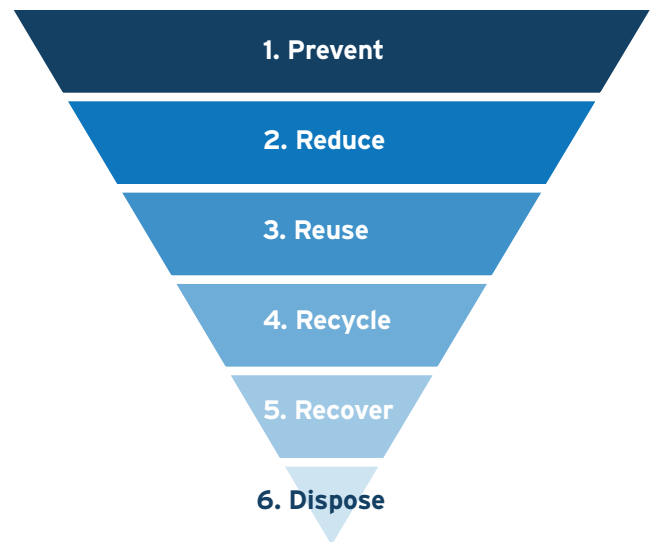 1. Prevent
2. Reduce
3. Reuse
4. Recycle
5. Recover
6. Dispose